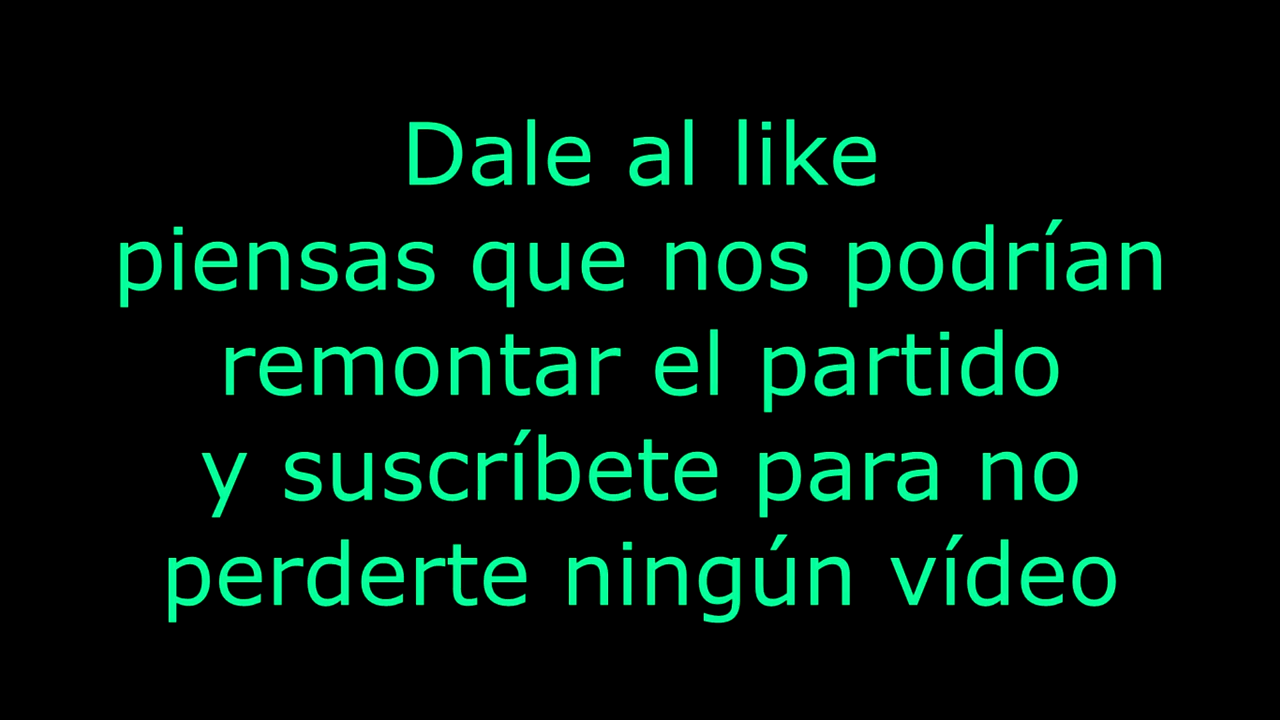 Dale al like
piensas que nos podrían
remontar el partido
y suscríbete para no
perderte ningún vídeo